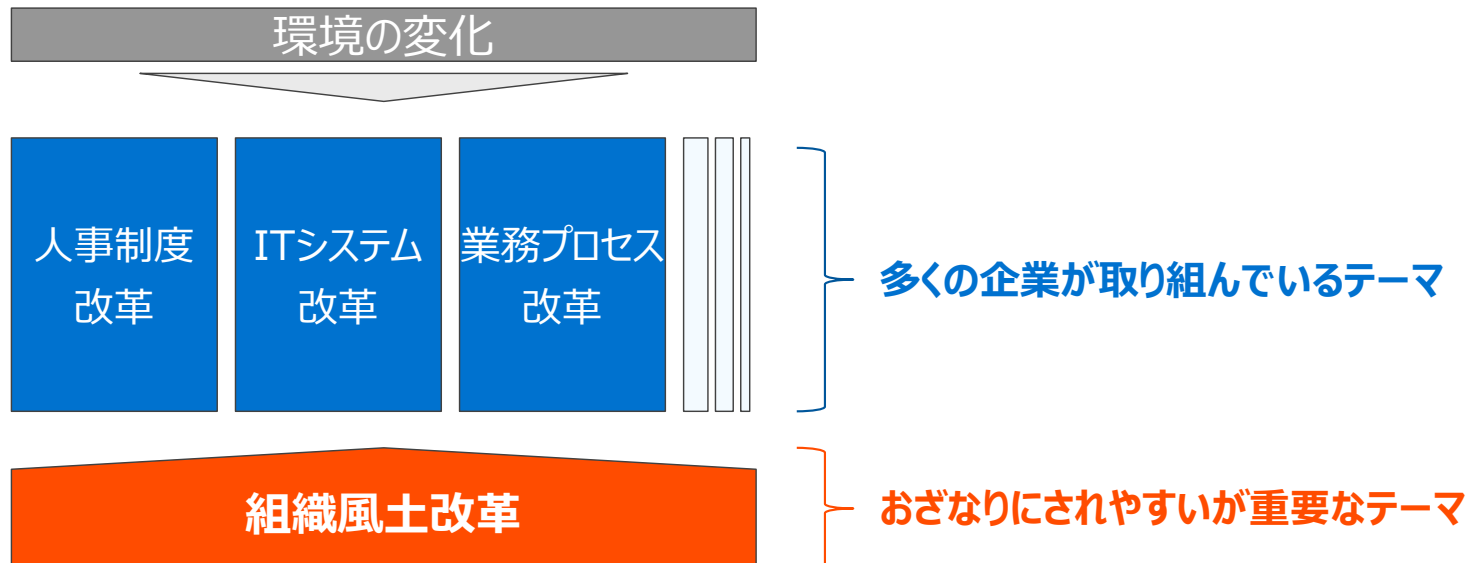 環境の変化
人事制度
改革
ITシステム
改革
業務プロセス
改革
多くの企業が取り組んでいるテーマ
組織風土改革
おざなりにされやすいが重要なテーマ